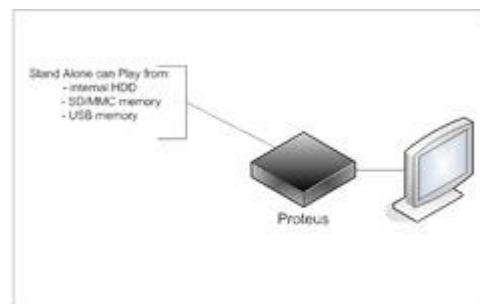 Stand Alone can Play from:
- internal HDD
- SD/MMC memory
- USB memory
Proteus